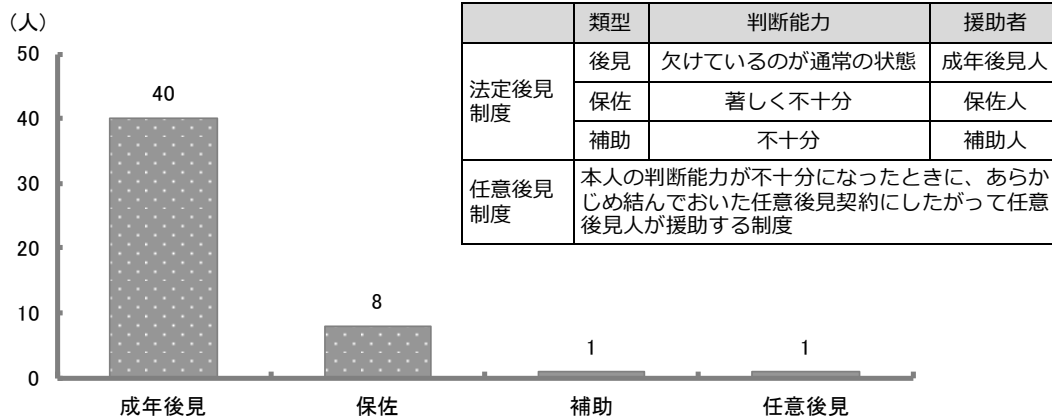 (人)
50
40
30
20
10
0
40
8
1
1
成年後見
保佐
補助
任意後見
類型 判断能力 援助者
法定後見
制度
後見 欠けているのが通常の状態 成年後見人
保佐 著しく不十分 保佐人
補助 不十分 補助人
任意後見
制度
本人の判断能力が不十分になったときに、あらか
じめ結んでおいた任意後見契約にしたがって任意
後見人が援助する制度